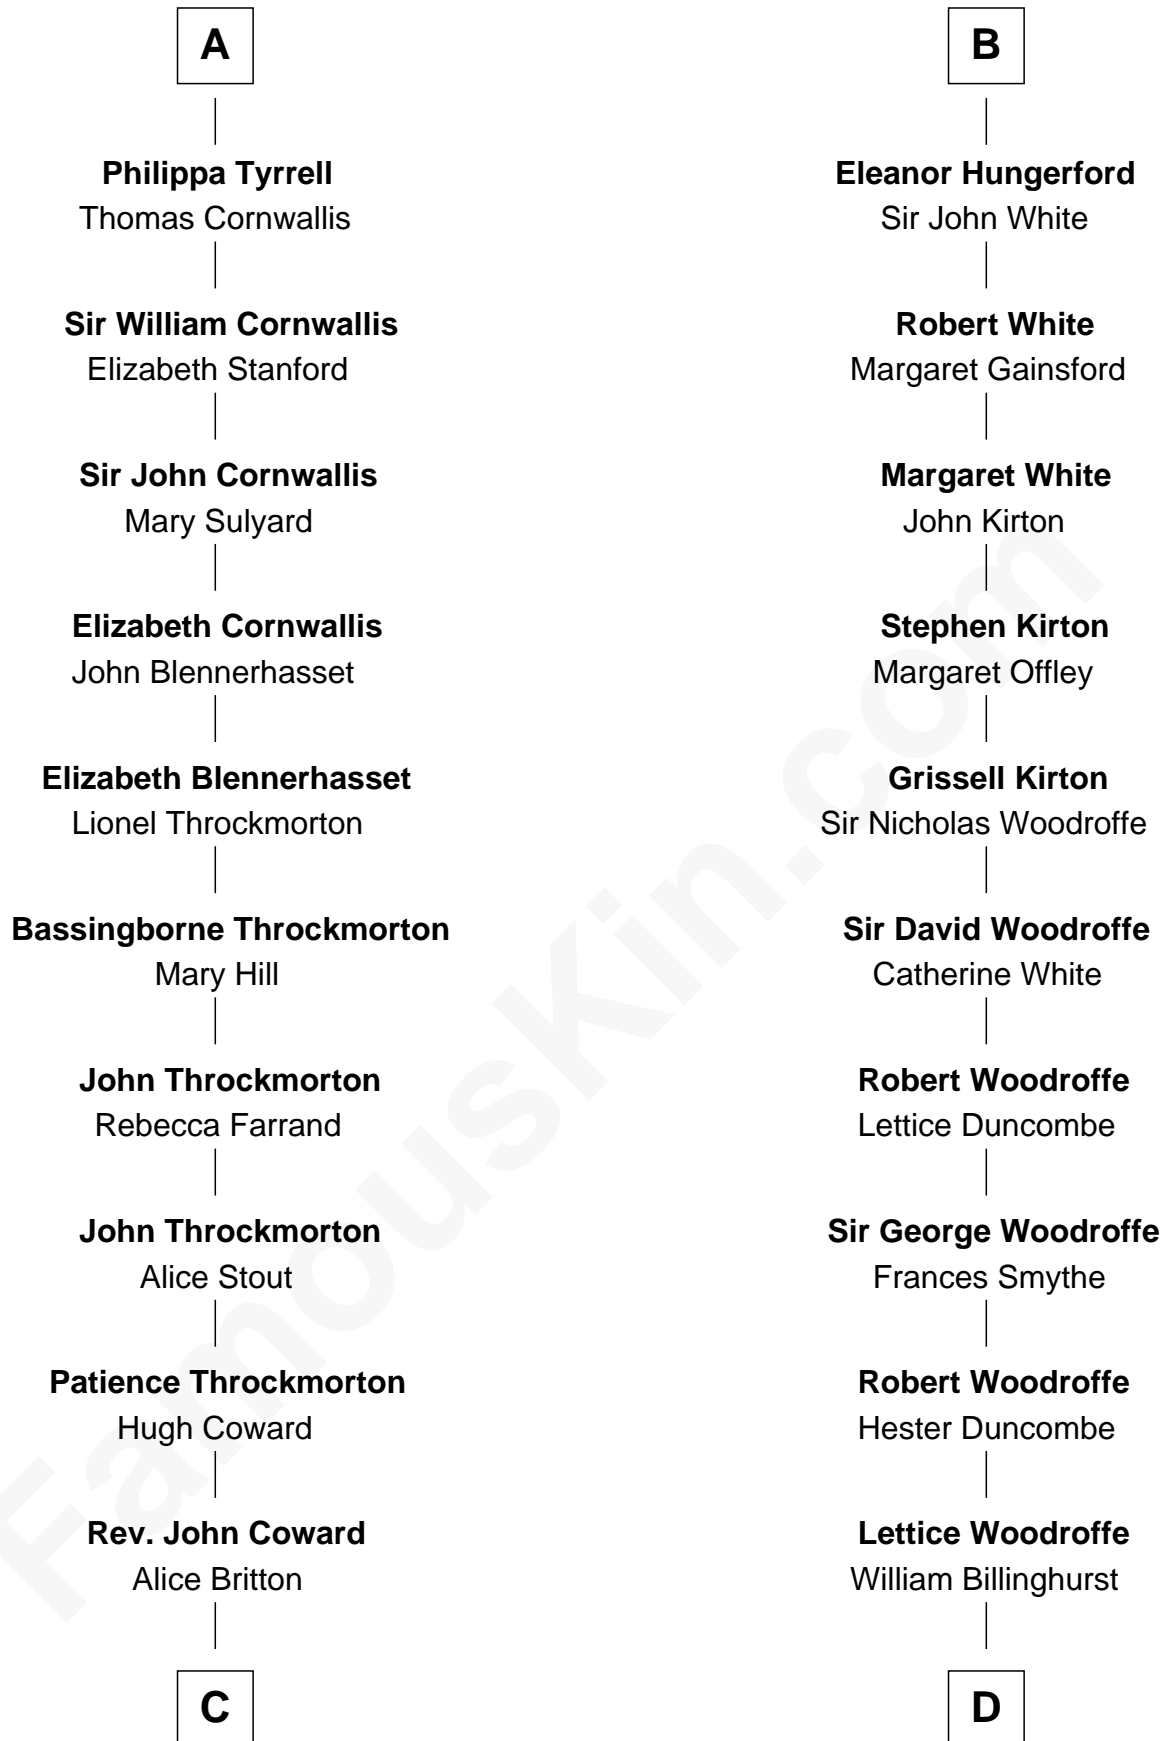 A
Philippa Tyrrell
Thomas Cornwallis
Sir William Cornwallis
Elizabeth Stanford
Sir John Cornwallis
Mary Sulyard
Elizabeth Cornwallis
John Blennerhasset
Elizabeth Blennerhasset
Lionel Throckmorton
Bassingborne Throckmorton
Mary Hill
John Throckmorton
Rebecca Farrand
John Throckmorton
Alice Stout
Patience Throckmorton
Hugh Coward
Rev. John Coward
Alice Britton
C
B
Eleanor Hungerford
Sir John White
Robert White
Margaret Gainsford
Margaret White
John Kirton
Stephen Kirton
Margaret Offley
Grissell Kirton
Sir Nicholas Woodroffe
Sir David Woodroffe
Catherine White
Robert Woodroffe
Lettice Duncombe
Sir George Woodroffe
Frances Smythe
Robert Woodroffe
Hester Duncombe
Lettice Woodroffe
William Billinghurst
D
FamousKin.com